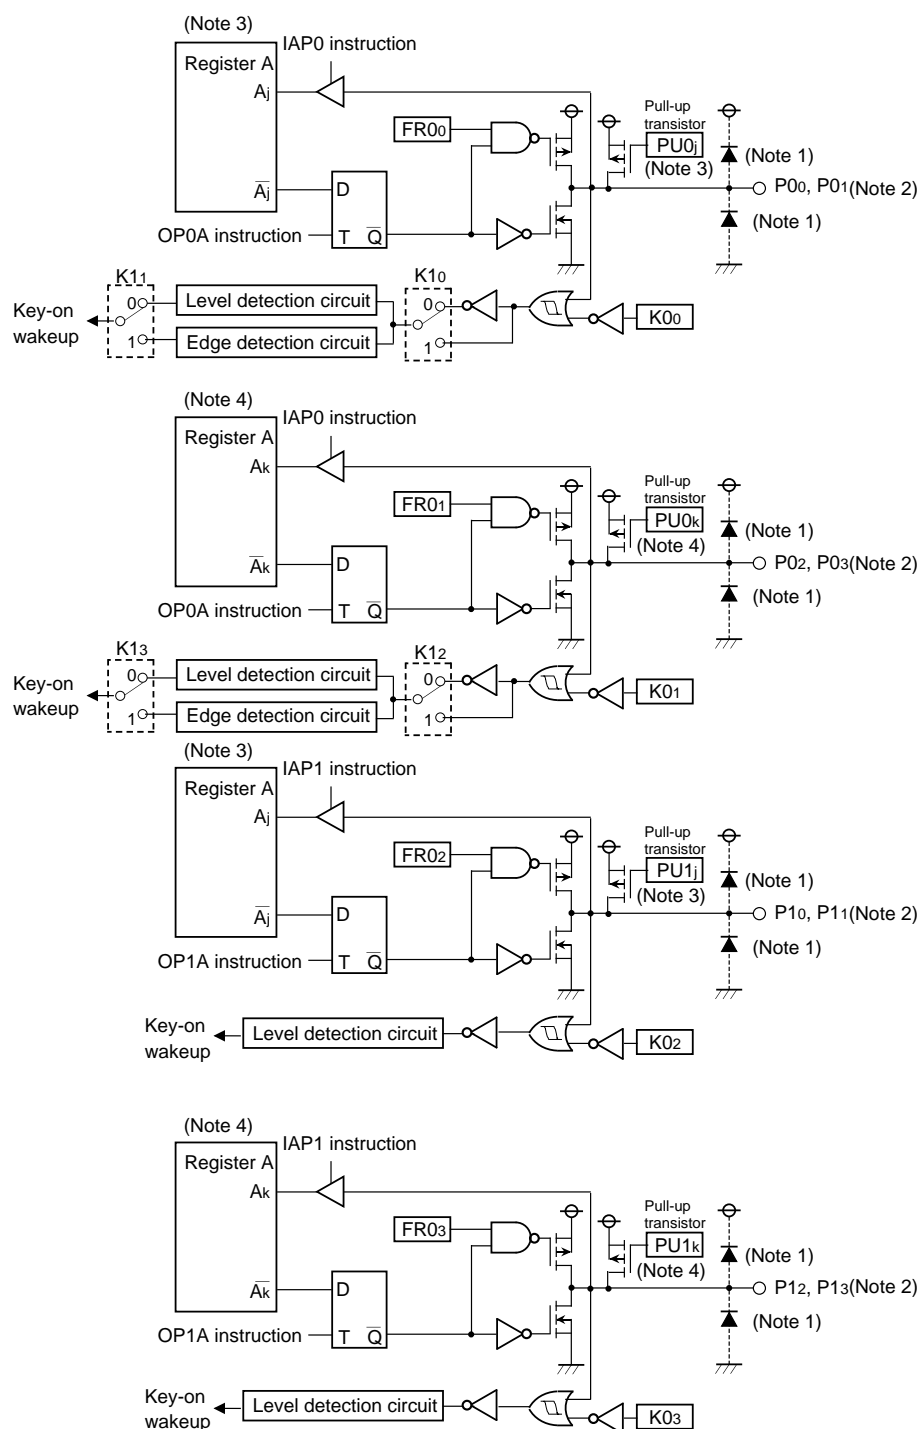 (Note 3)
IAP0 instruction
Register A
Aj
Pull-up
transistor
FR00
PU0j
(Note 3)
(Note 1)
Aj
D
P00, P01(Note 2)
(Note 1)
OP0A instruction
T Q
K11
K10
0
Level detection circuit
0
Key-on
wakeup
K00
1
Edge detection circuit
1
(Note 4)
IAP0 instruction
Register A
Ak
Pull-up
transistor
FR01
PU0k
(Note 4)
(Note 1)
Ak
D
P02, P03(Note 2)
(Note 1)
OP0A instruction
T Q
K13
K12
0
Level detection circuit
0
Key-on
wakeup
K01
1
Edge detection circuit
1
(Note 3)
IAP1 instruction
Register A
Aj
Pull-up
transistor
FR02
PU1j
(Note 3)
(Note 1)
Aj
D
P10, P11(Note 2)
(Note 1)
OP1A instruction
T Q
Key-on
wakeup
Level detection circuit
K02
(Note 4)
IAP1 instruction
Register A
Ak
Pull-up
transistor
FR03
PU1k
(Note 4)
(Note 1)
Ak
D
P12, P13(Note 2)
(Note 1)
OP1A instruction
T Q
Key-on
wakeup
Level detection circuit
K03